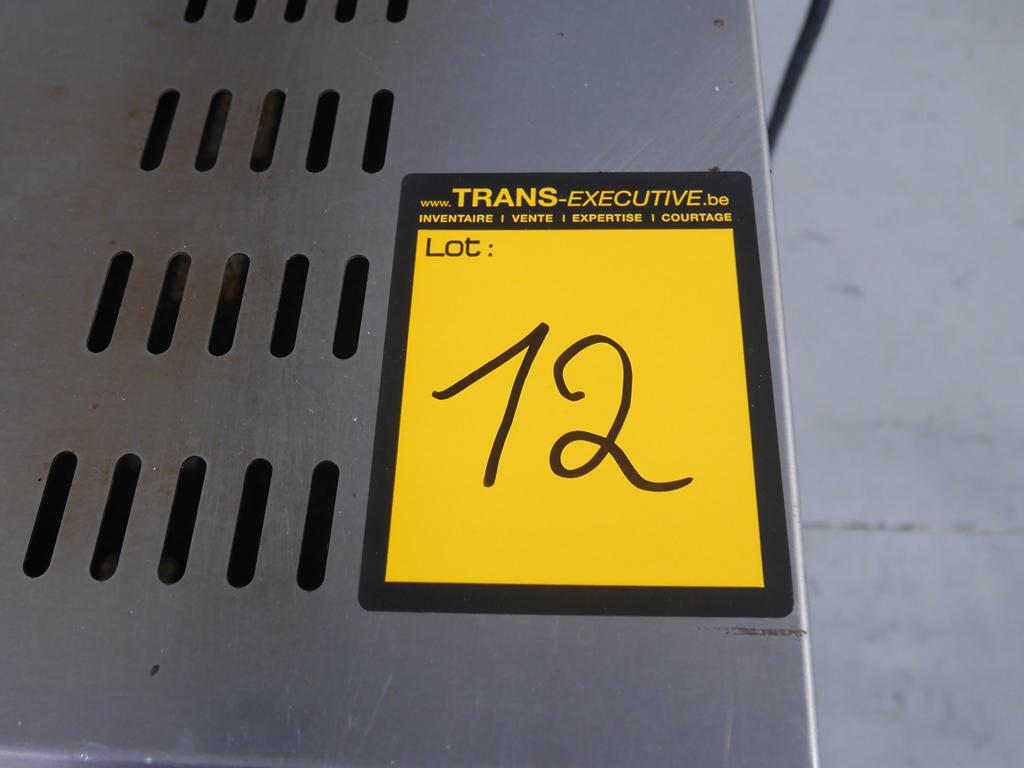 www.TRANS-EXECUTIVE.be
INVENTAIRE | VENTE | EXPERTISE | COURTAGE
Lot :
12